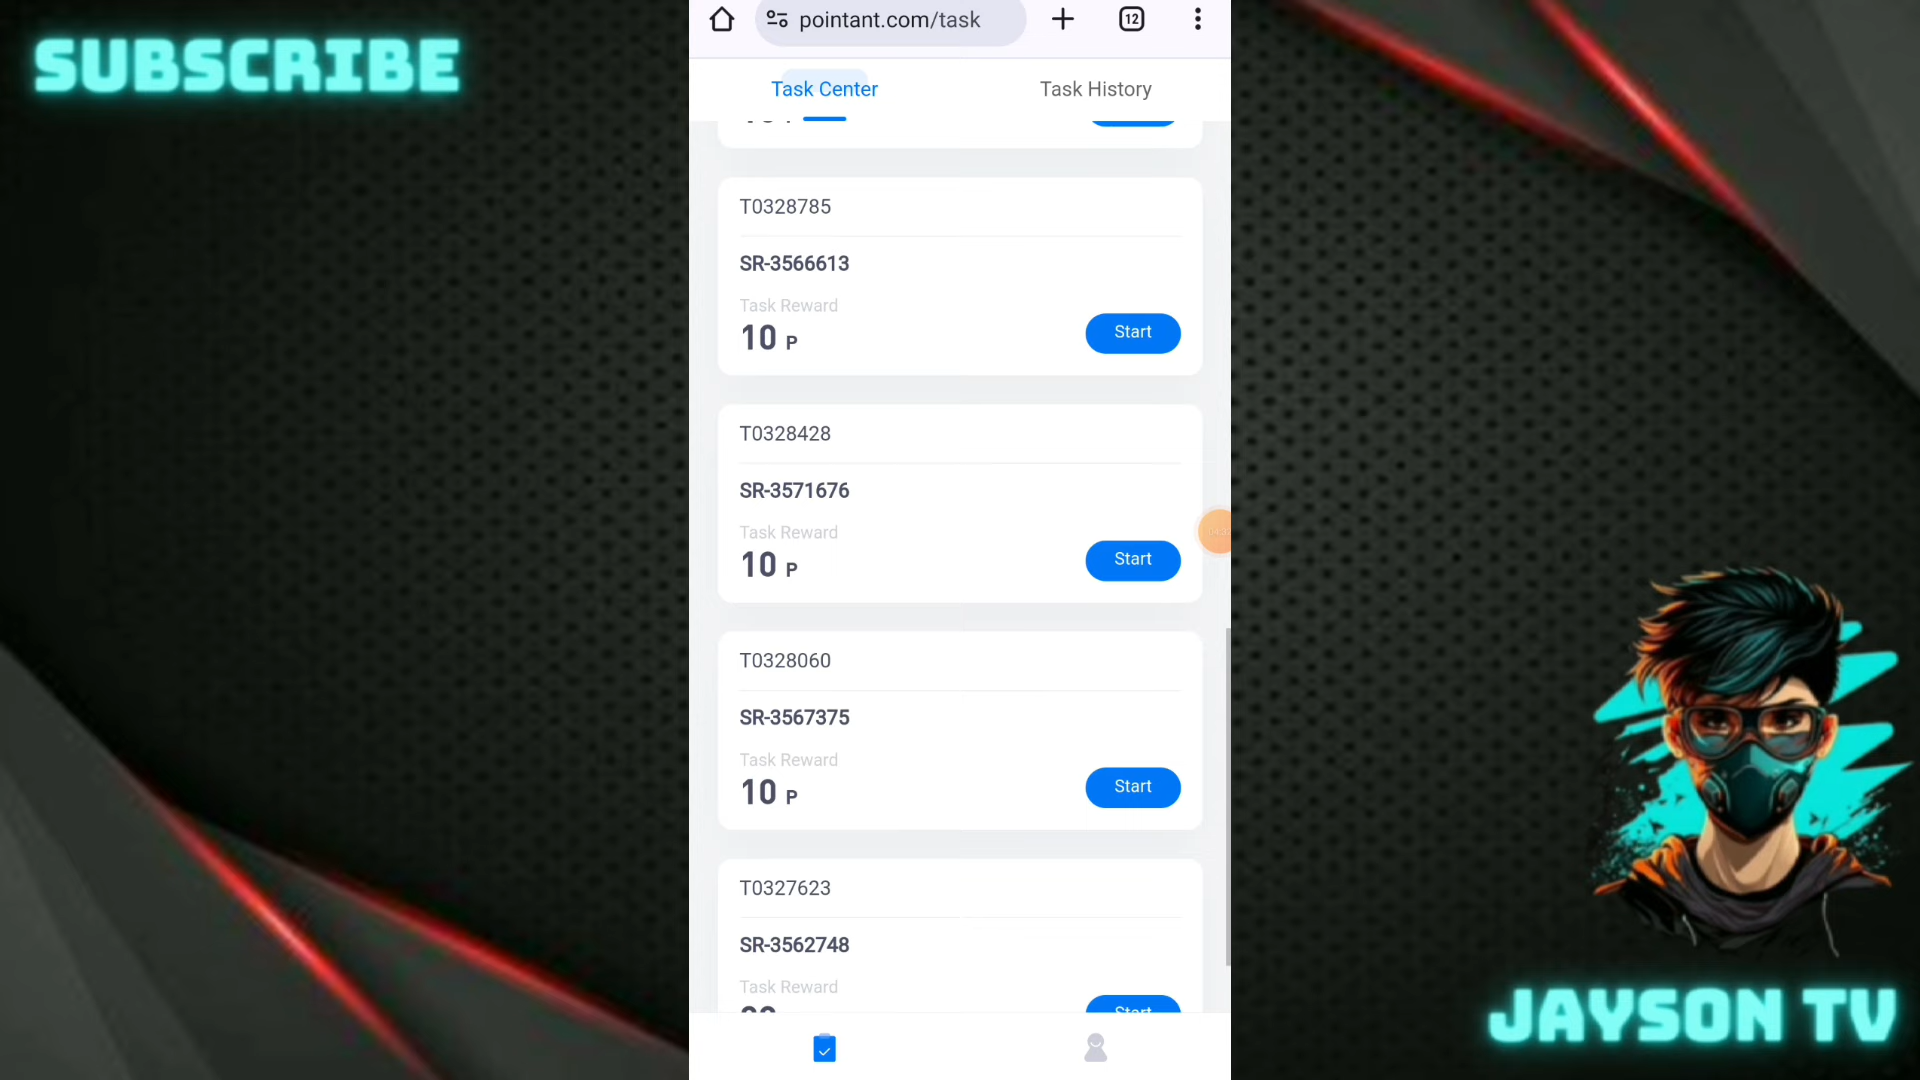 SUBSCRIBE
pointant.com/task
12
Task Center
Task History
T0328785
SR-3566613
Task Reward
10 P
Start
T0328428
SR-3571676
Task Reward
10 P
Start
T0328060
SR-3567375
Task Reward
10 P
Start
T0327623
SR-3562748
Task Reward
Start
JAYSON TV